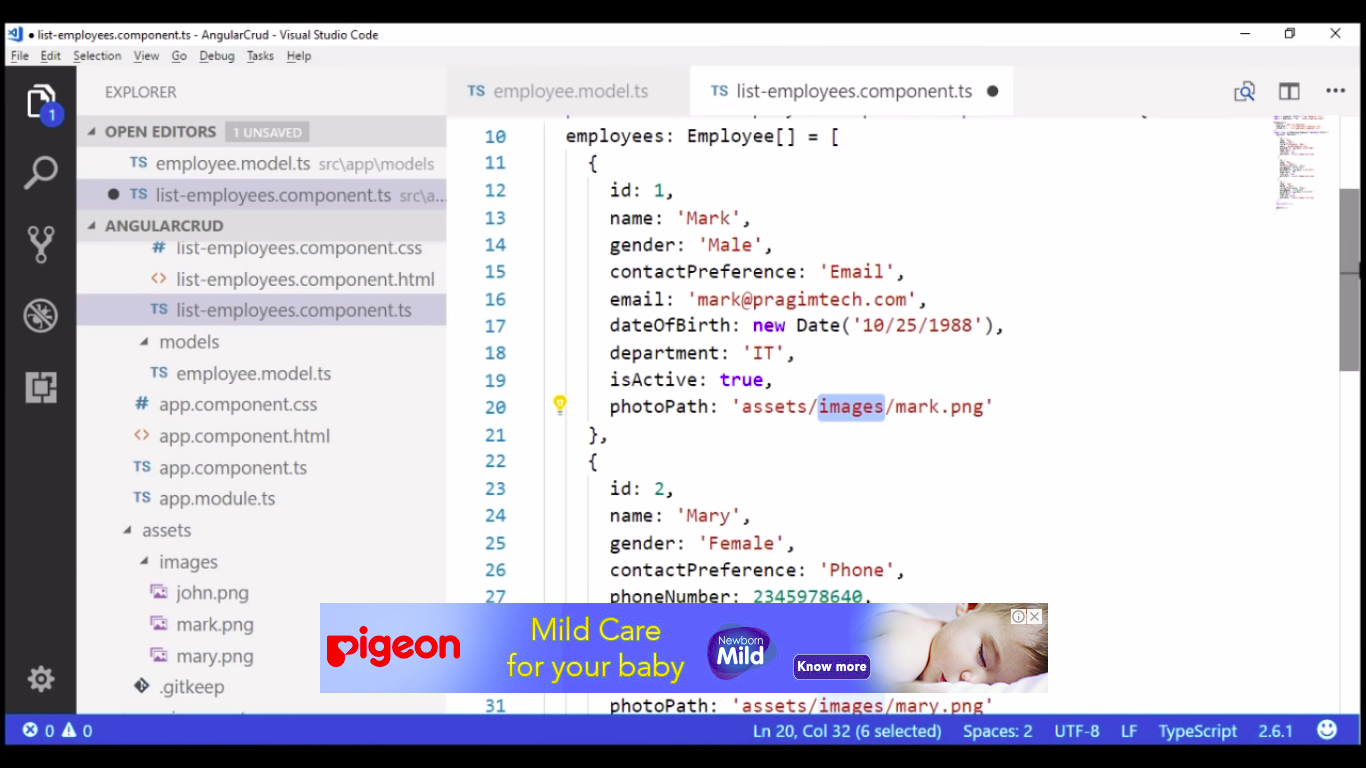 ● list-employees.component.ts - AngularCrud - Visual Studio Code
File Edit Selection View Go Debug Tasks Help
EXPLORER
OPEN EDITORS 1 UNSAVED
TS employee.model.ts src\app\models
● TS list-employees.component.ts src\a...
ANGULARCRUD
# list-employees.component.css
<> list-employees.component.html
TS list-employees.component.ts
models
TS employee.model.ts
# app.component.css
<> app.component.html
TS app.component.ts
TS app.module.ts
assets
images
john.png
mark.png
mary.png
.gitkeep
1
TS employee.model.ts TS list-employees.component.ts ●
10 employees: Employee[] = [
11 {
12 id: 1,
13 name: 'Mark',
14 gender: 'Male',
15 contactPreference: 'Email',
16 email: 'mark@pragimtech.com',
17 dateOfBirth: new Date('10/25/1988'),
18 department: 'IT',
19 isActive: true,
20 photoPath: 'assets/images/mark.png'
21 },
22 {
23 id: 2,
24 name: 'Mary',
25 gender: 'Female',
26 contactPreference: 'Phone',
27 phoneNumber: 2345978640,
pigeon
Mild Care
for your baby
Newborn
Mild
Know more
31 photoPath: 'assets/images/mary.png'
0 0 Ln 20, Col 32 (6 selected) Spaces: 2 UTF-8 LF TypeScript 2.6.1